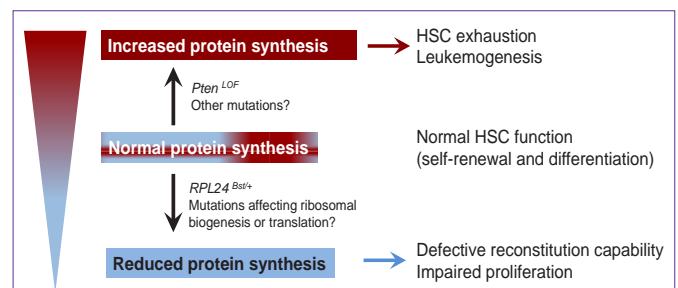 Increased protein synthesis
HSC exhaustion
Leukemogenesis
Pten LOF
Other mutations?
Normal protein synthesis
Normal HSC function
(self-renewal and differentiation)
RPL24 Bst/+
Mutations affecting ribosomal
biogenesis or translation?
Reduced protein synthesis
Defective reconstitution capability
Impaired proliferation